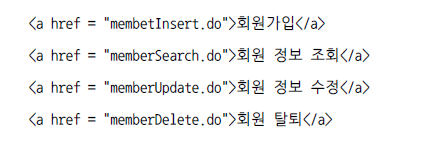 <a href = "membetInsert.do">회원가입</a>
<a href = "memberSearch.do">회원 정보 조회</a>
<a href = "memberUpdate.do">회원 정보 수정</a>
<a href = "memberDelete.do">회원 탈퇴</a>